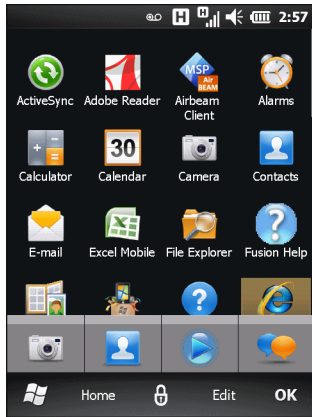 H H 2:57
ActiveSync Adobe Reader Airbeam Client Alarms
MSP Air BEAM
Calculator Calendar Camera Contacts
30
E-mail Excel Mobile File Explorer Fusion Help
Home Edit OK